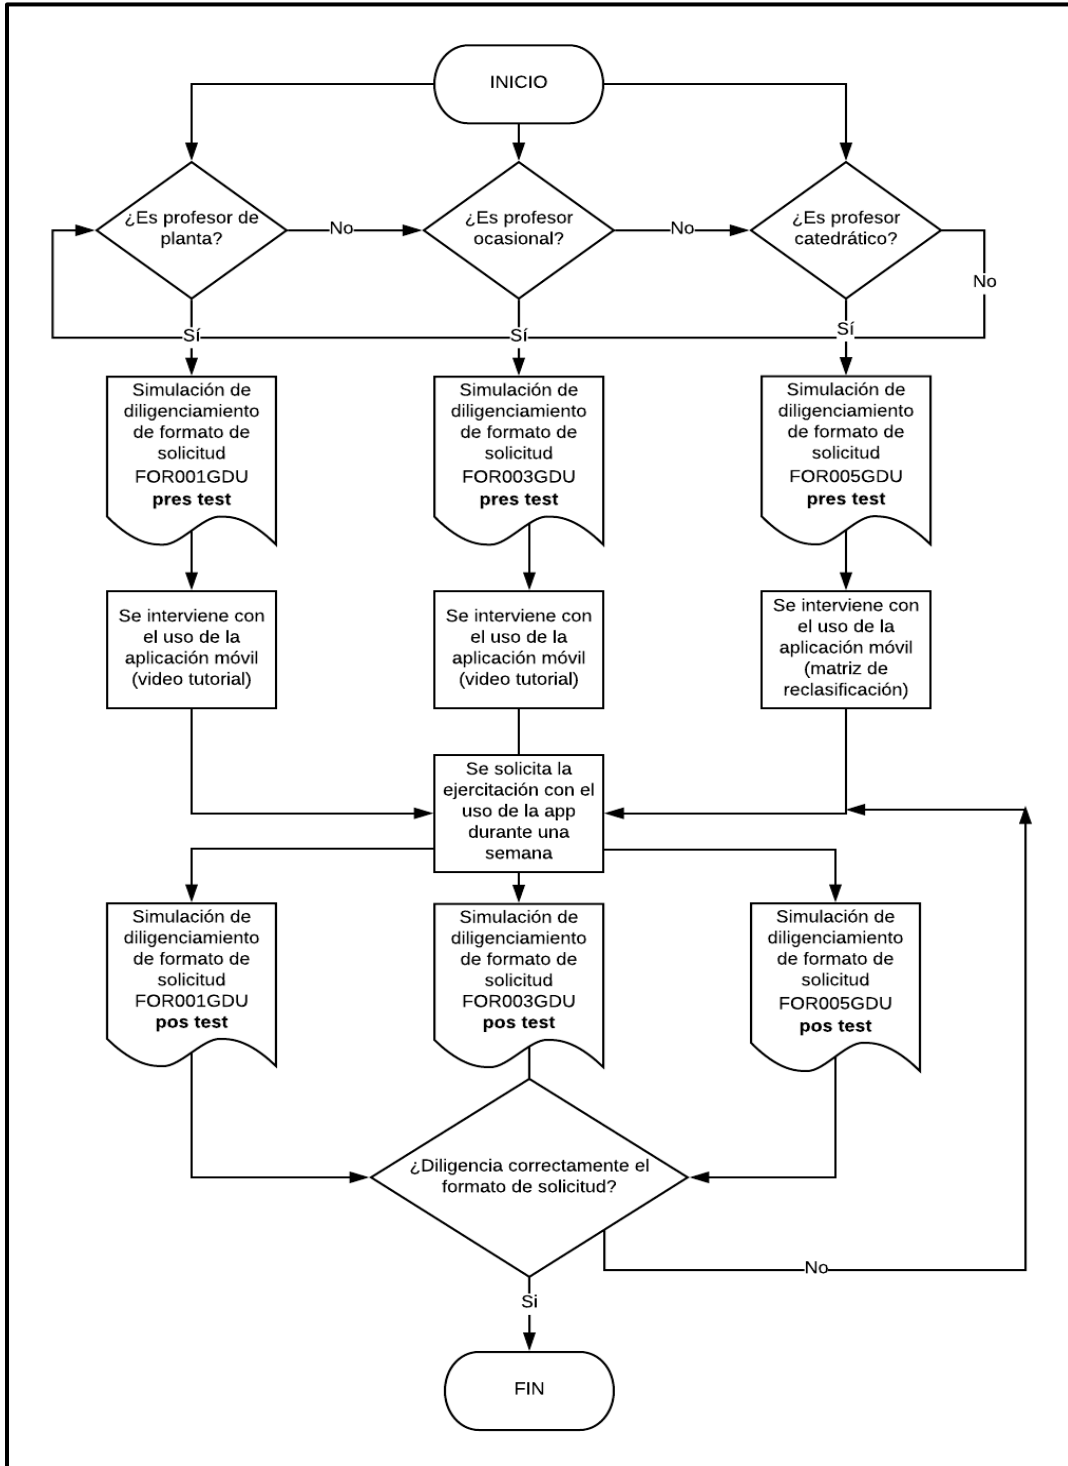 INICIO
¿Es profesor de
planta?
No
¿Es profesor
ocasional?
No
¿Es profesor
catedrático?
No
Sí
Sí
Sí
Simulación de
diligenciamiento
de formato de
solicitud
FOR001GDU
pres test
Simulación de
diligenciamiento
de formato de
solicitud
FOR003GDU
pres test
Simulación de
diligenciamiento
de formato de
solicitud
FOR005GDU
pres test
Se interviene con
el uso de la
aplicación móvil
(video tutorial)
Se interviene con
el uso de la
aplicación móvil
(video tutorial)
Se interviene con
el uso de la
aplicación móvil
(matriz de
reclasificación)
Se solicita la
ejercitación con el
uso de la app
durante una
semana
Simulación de
diligenciamiento
de formato de
solicitud
FOR001GDU
pos test
Simulación de
diligenciamiento
de formato de
solicitud
FOR003GDU
pos test
Simulación de
diligenciamiento
de formato de
solicitud
FOR005GDU
pos test
¿Diligencia correctamente el
formato de solicitud?
No
Si
FIN